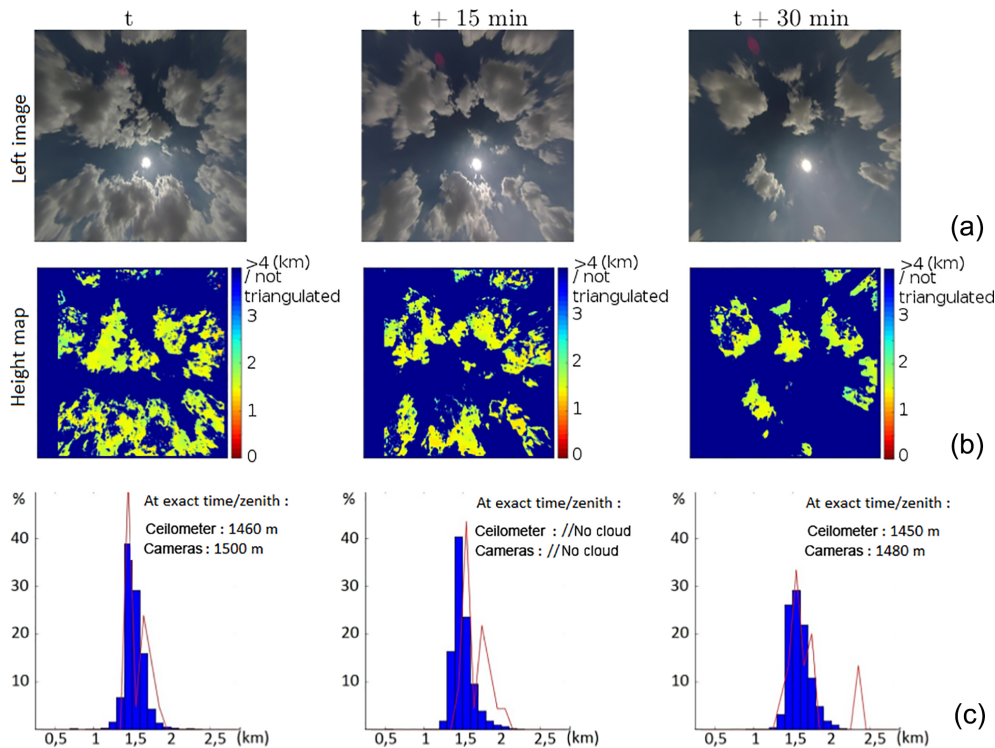 t
t + 15 min
t + 30 min
Left image
(a)
>4 (km)
/ not
triangulated
3
2
1
0
>4 (km)
/ not
triangulated
3
2
1
0
>4 (km)
/ not
triangulated
3
2
1
0
Height map
(b)
%
40
30
20
10
At exact time/zenith :
Ceilometer : 1460 m
Cameras : 1500 m
0,5 1 1,5 2 2,5 (km)
%
40
30
20
10
At exact time/zenith :
Ceilometer : //No cloud
Cameras : //No cloud
0,5 1 1,5 2 2,5 (km)
%
40
30
20
10
At exact time/zenith :
Ceilometer : 1450 m
Cameras : 1480 m
0,5 1 1,5 2 2,5 (km)
(c)